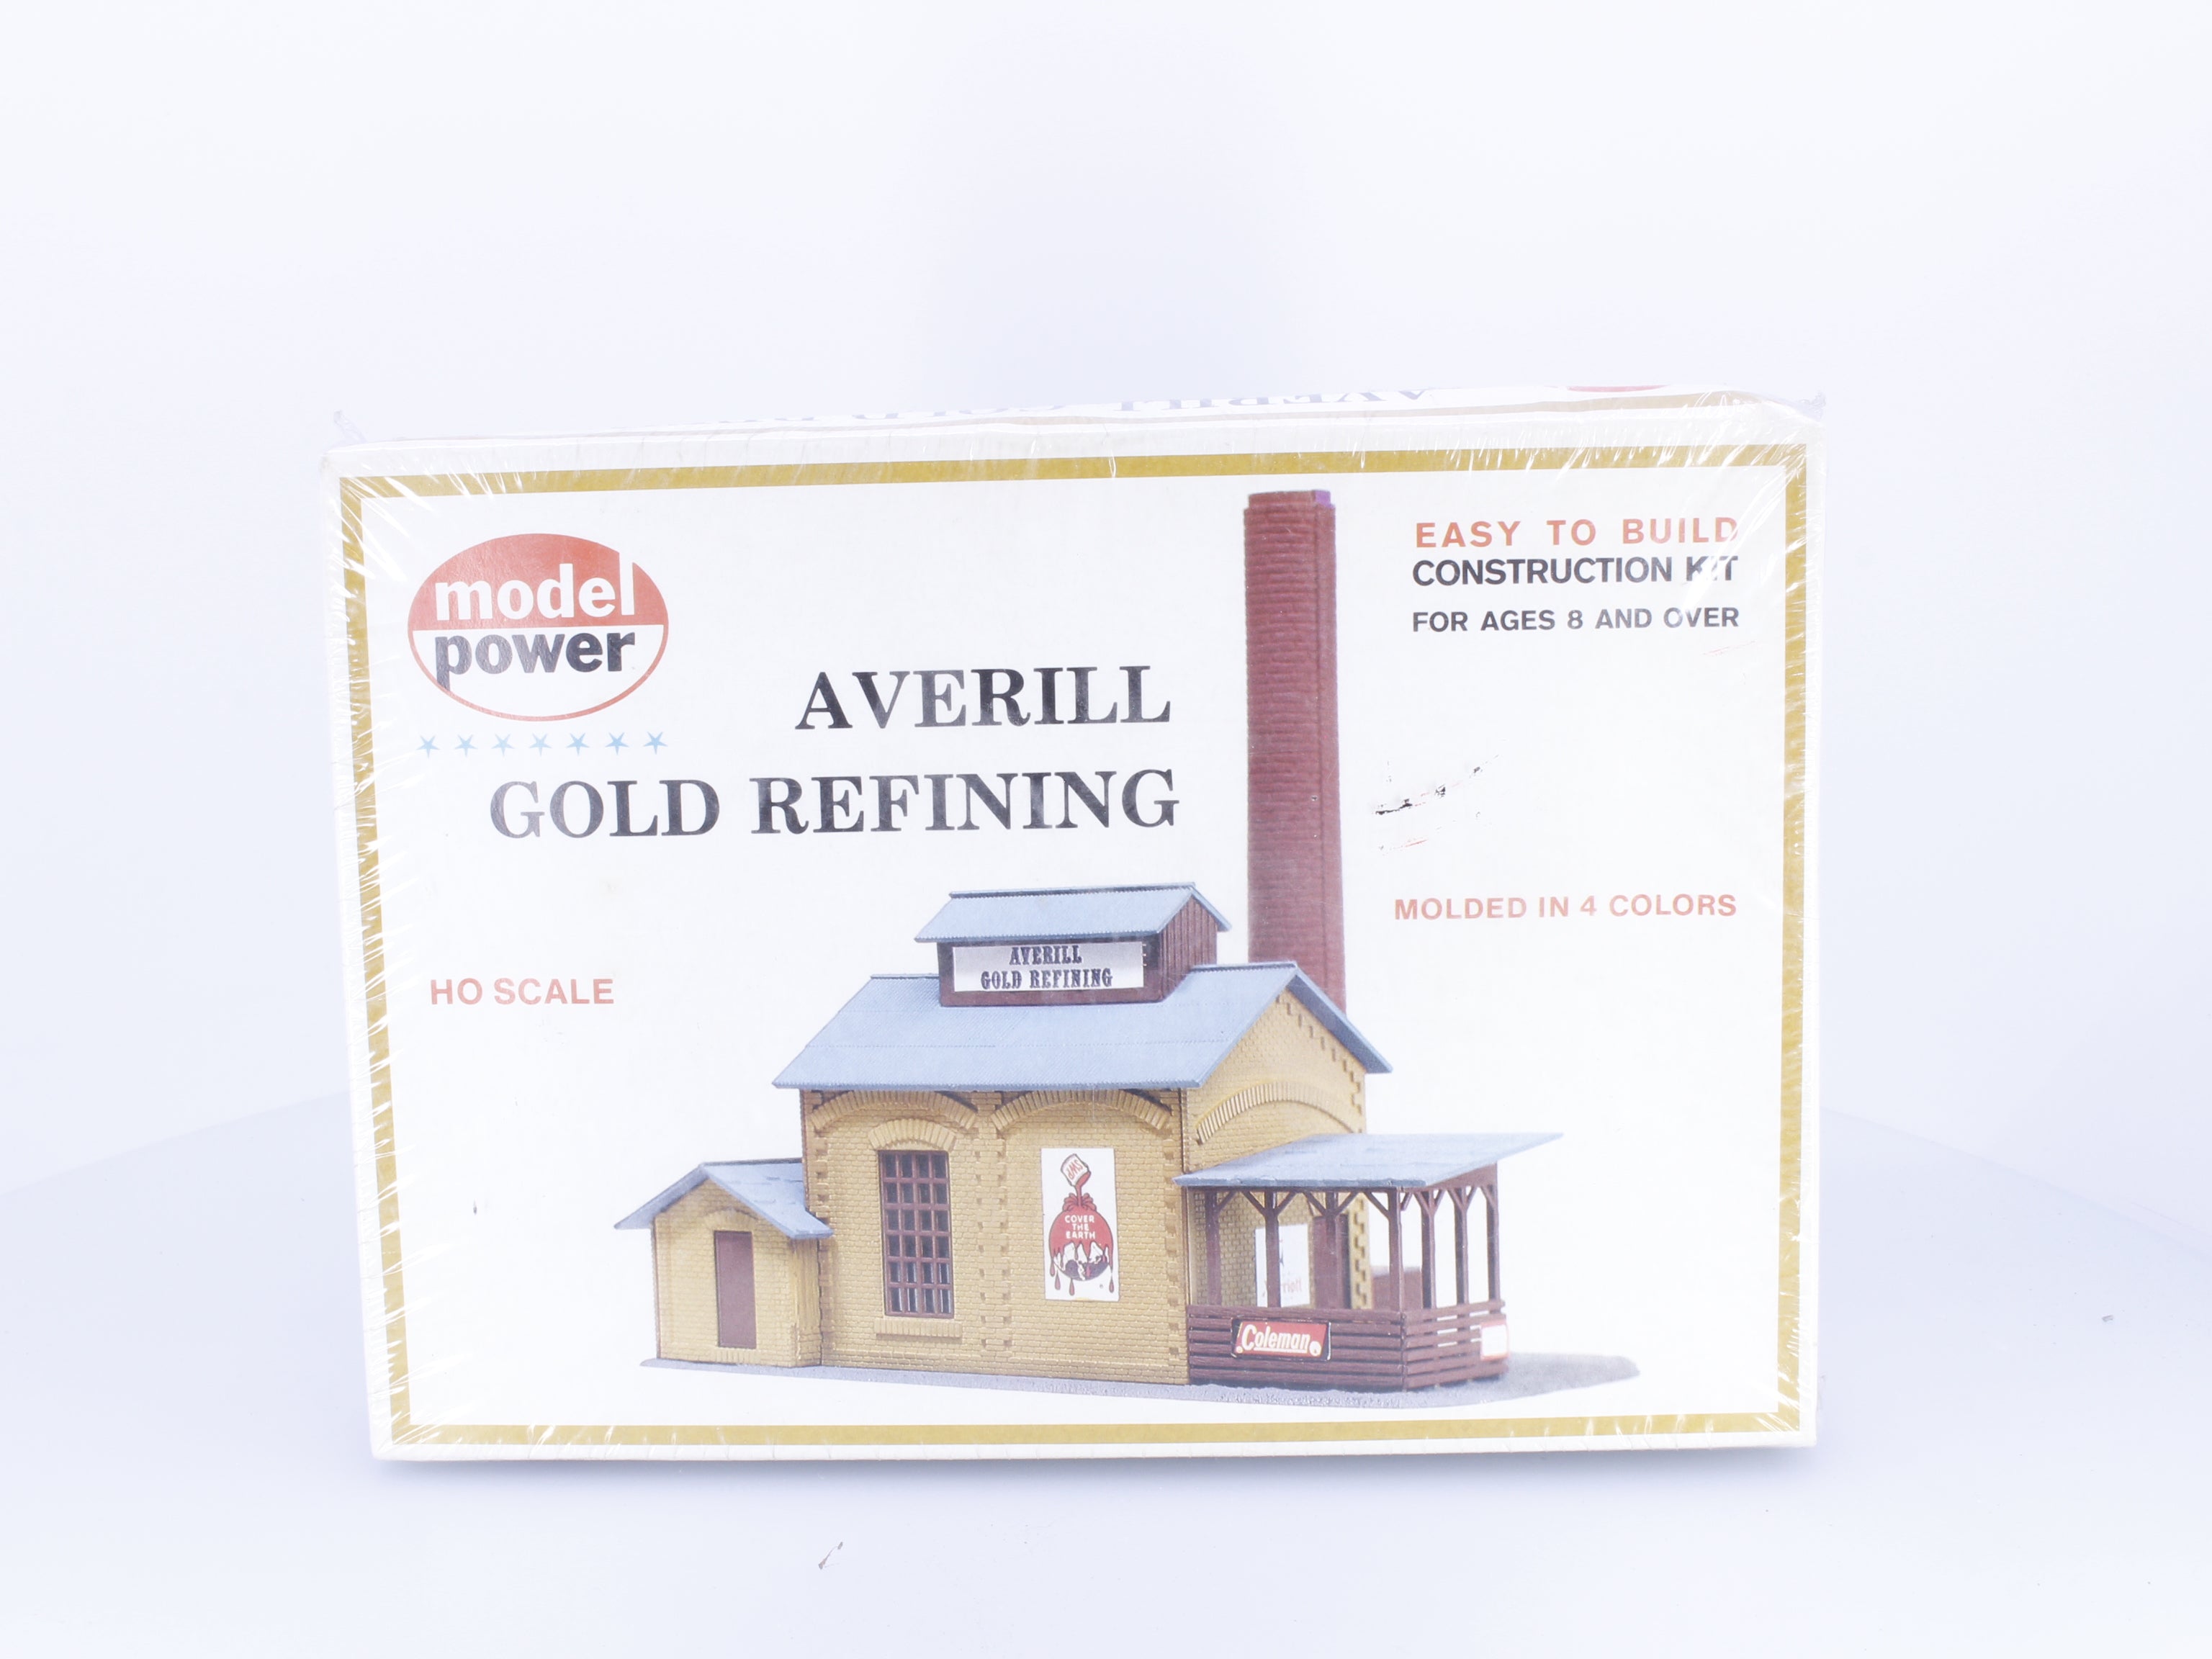 model
power
EASY TO BUILD
CONSTRUCTION KIT
FOR AGES 8 AND OVER
AVERILL
GOLD REFINING
MOLDED IN 4 COLORS
HO SCALE
AVERILL
GOLD REFINING
SWP
COVER
THE
EARTH
Coleman